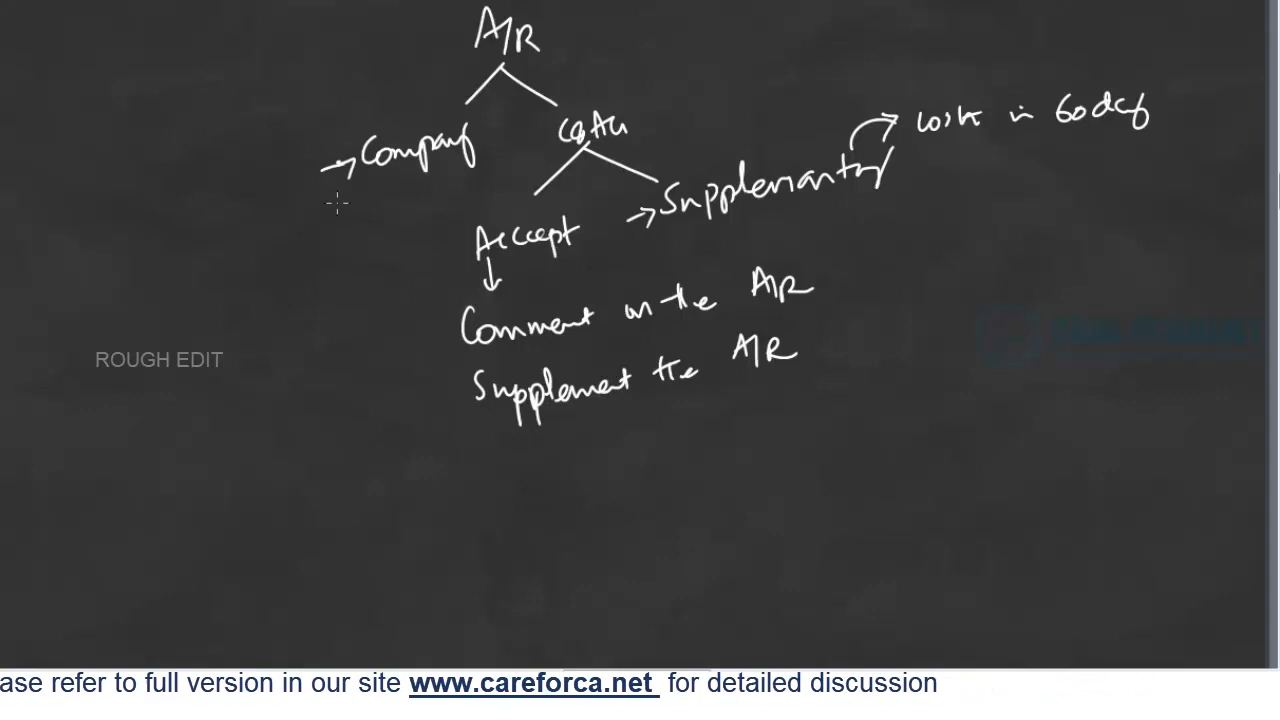 A/R
C&AG
→ Company
→ Supplementary
in 60 days
Accept
Comment on the A/R
Supplement the A/R
ROUGH EDIT
ase refer to full version in our site www.careforca.net for detailed discussion